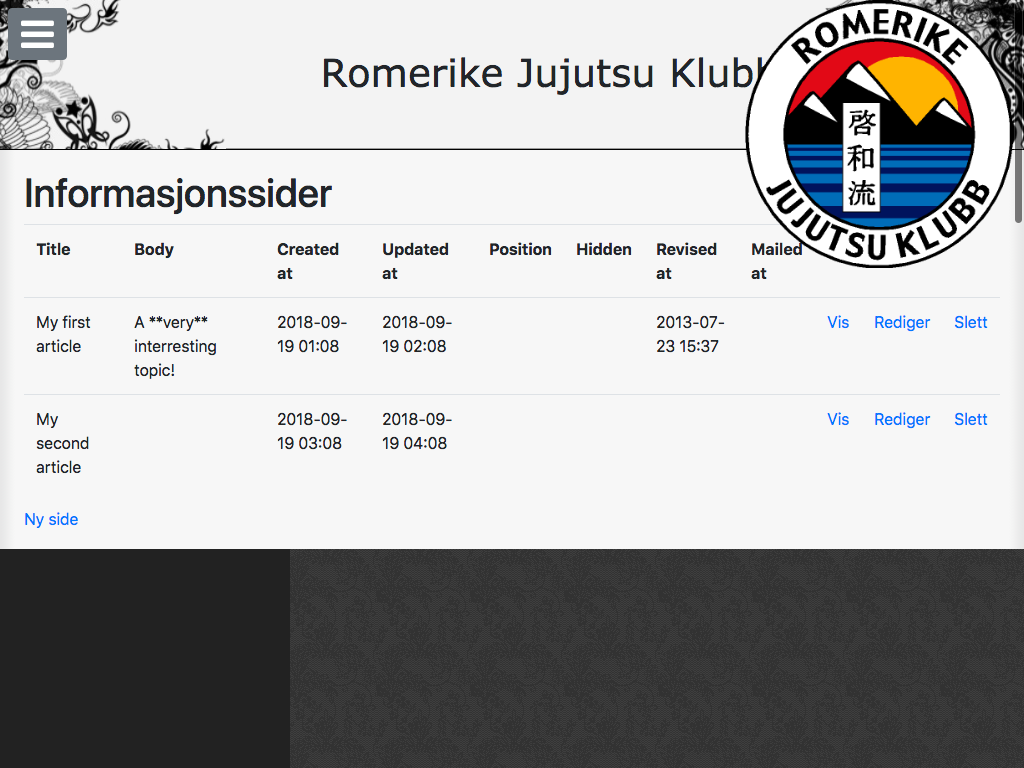 Romerike Jujutsu Klubb
ROMERIKE
啓和流
JUJUTSU KLUBB
Informasjonssider
Title Body Created at Updated at Position Hidden Revised at Mailed at
My first article A **very** interresting topic! 2018-09-19 01:08 2018-09-19 02:08 2013-07-23 15:37 Vis Rediger Slett
My second article 2018-09-19 03:08 2018-09-19 04:08 Vis Rediger Slett
Ny side